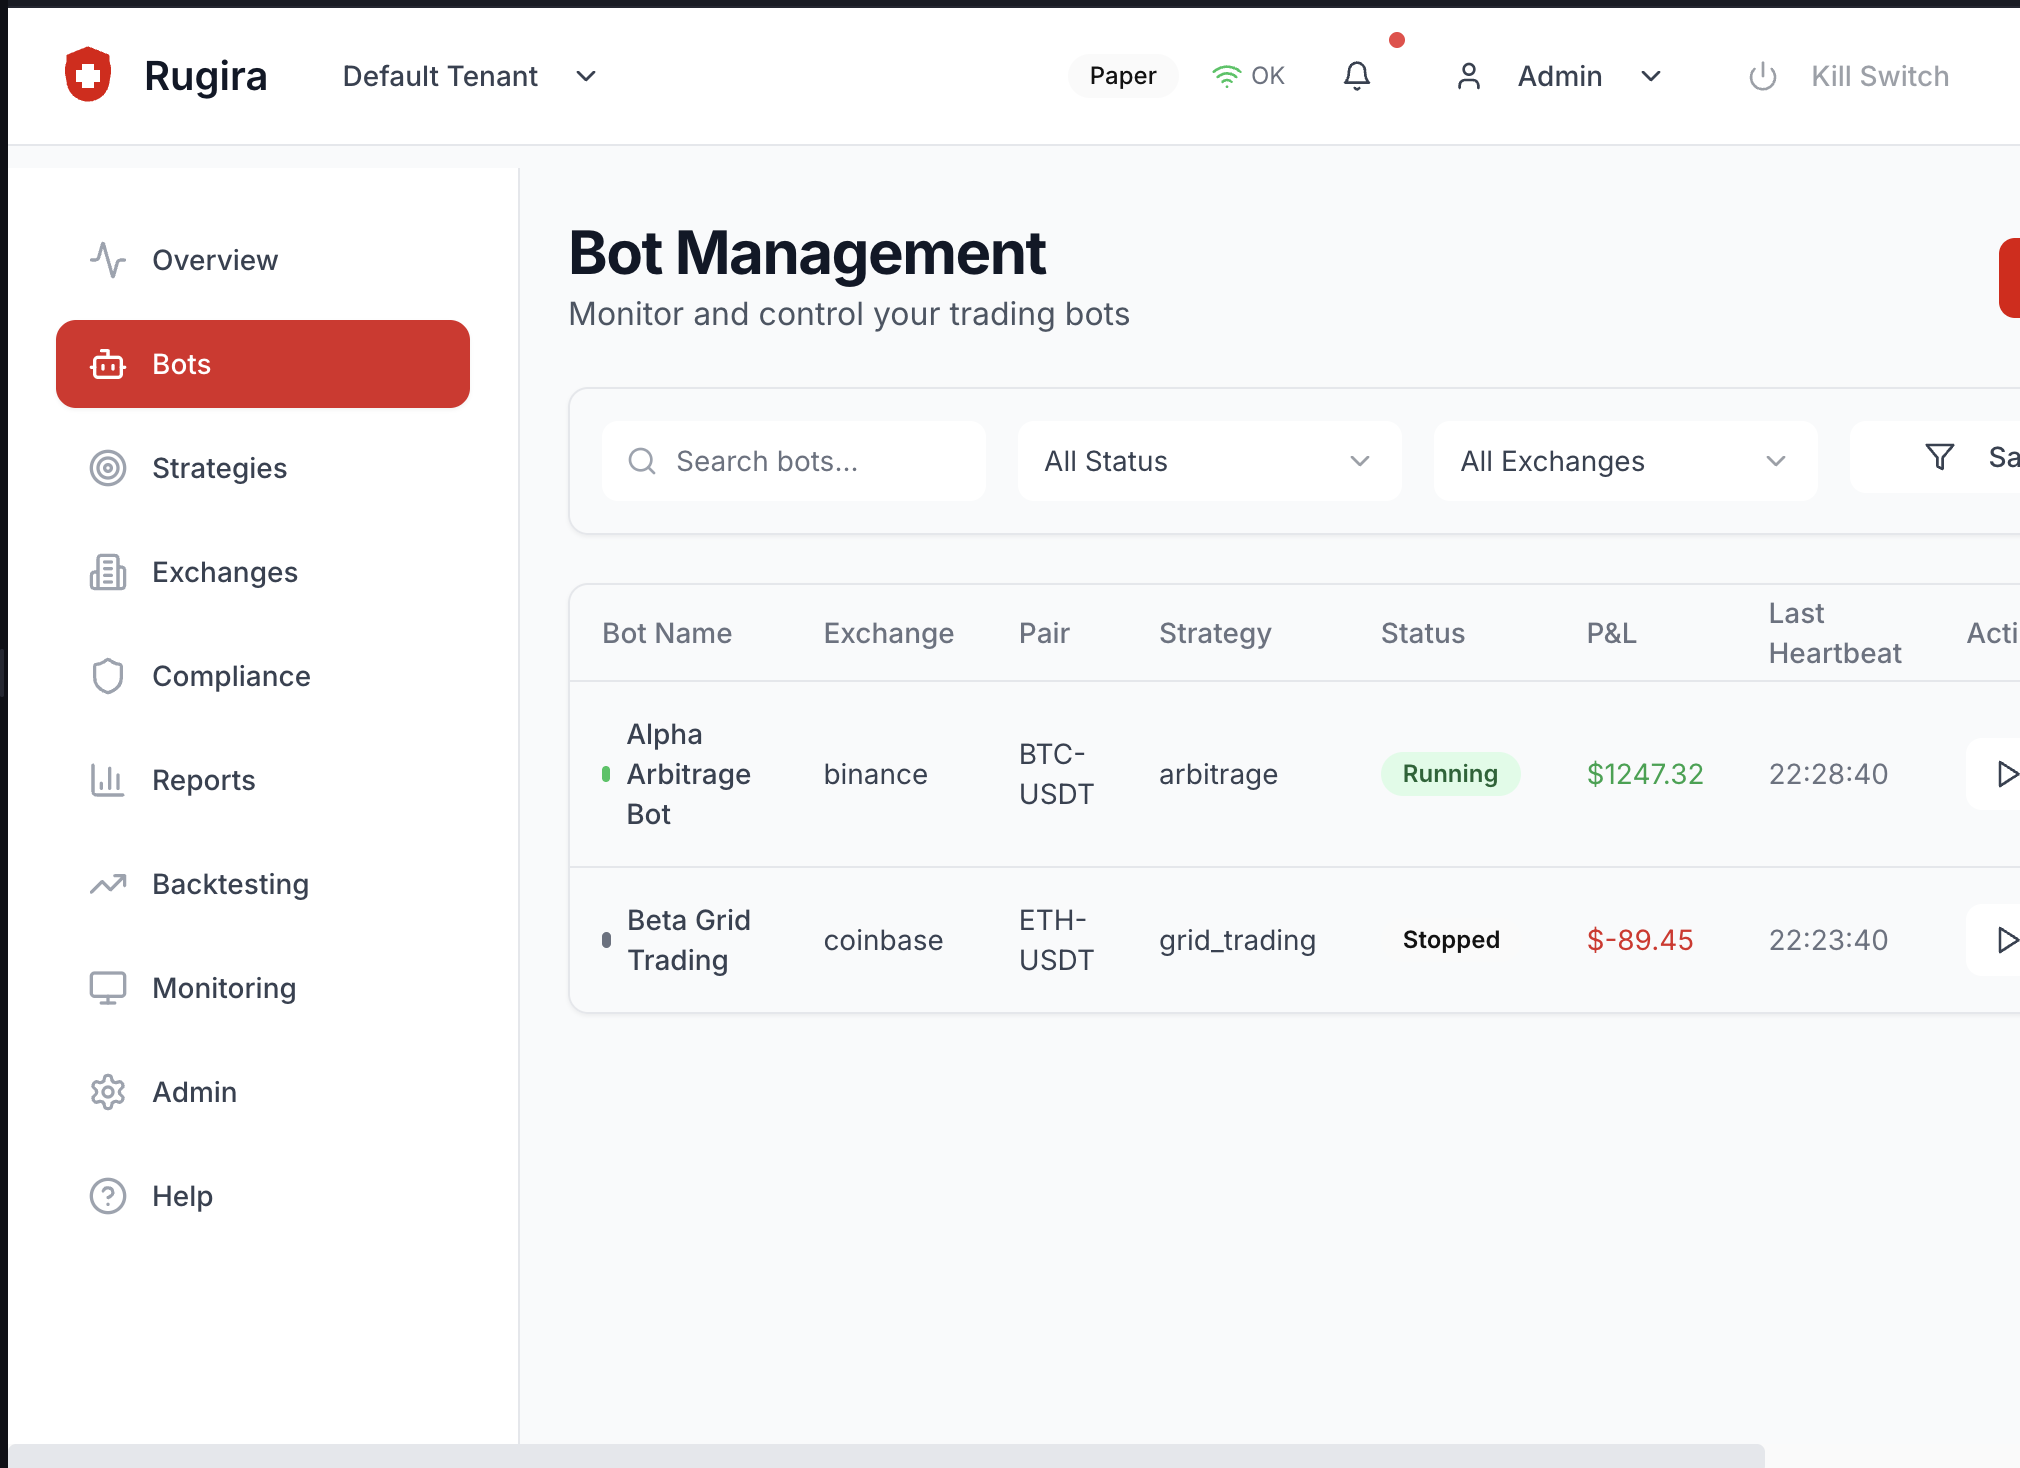 Rugira
Default Tenant
Paper
OK
Admin
Kill Switch
Overview
Bots
Strategies
Exchanges
Compliance
Reports
Backtesting
Monitoring
Admin
Help
Bot Management
Monitor and control your trading bots
Search bots...
All Status
All Exchanges
Sa
Bot Name
Exchange
Pair
Strategy
Status
P&L
Last
Heartbeat
Acti
Alpha
Arbitrage
Bot
binance
BTC-
USDT
arbitrage
Running
$1247.32
22:28:40
Beta Grid
Trading
coinbase
ETH-
USDT
grid_trading
Stopped
$-89.45
22:23:40